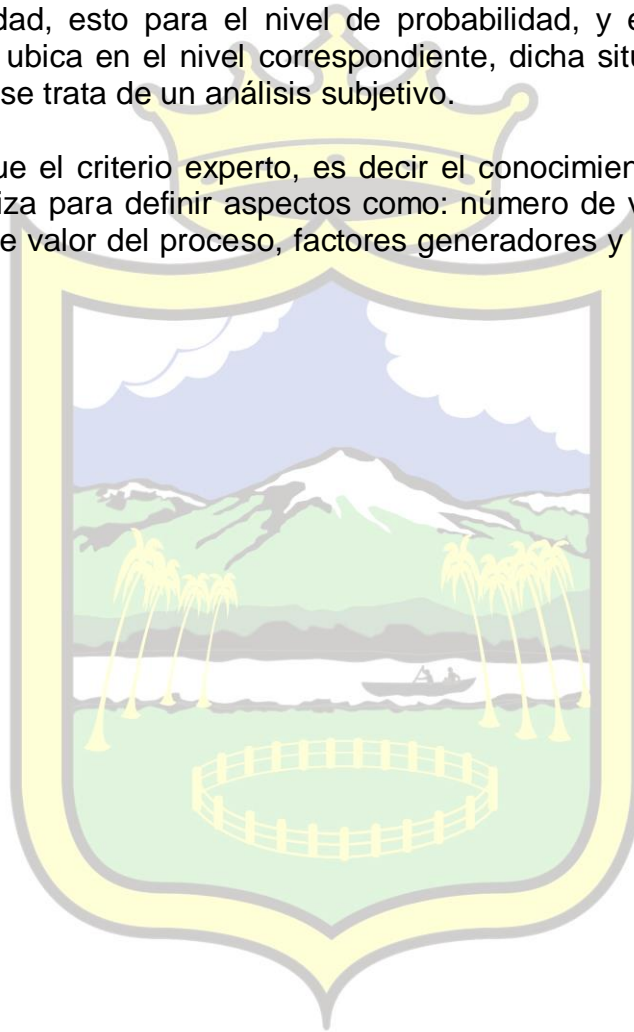 dad, esto para el nivel de probabilidad, y e
ubica en el nivel correspondiente, dicha situ
se trata de un análisis subjetivo.
ue el criterio experto, es decir el conocimien
iza para definir aspectos como: número de v
e valor del proceso, factores generadores y